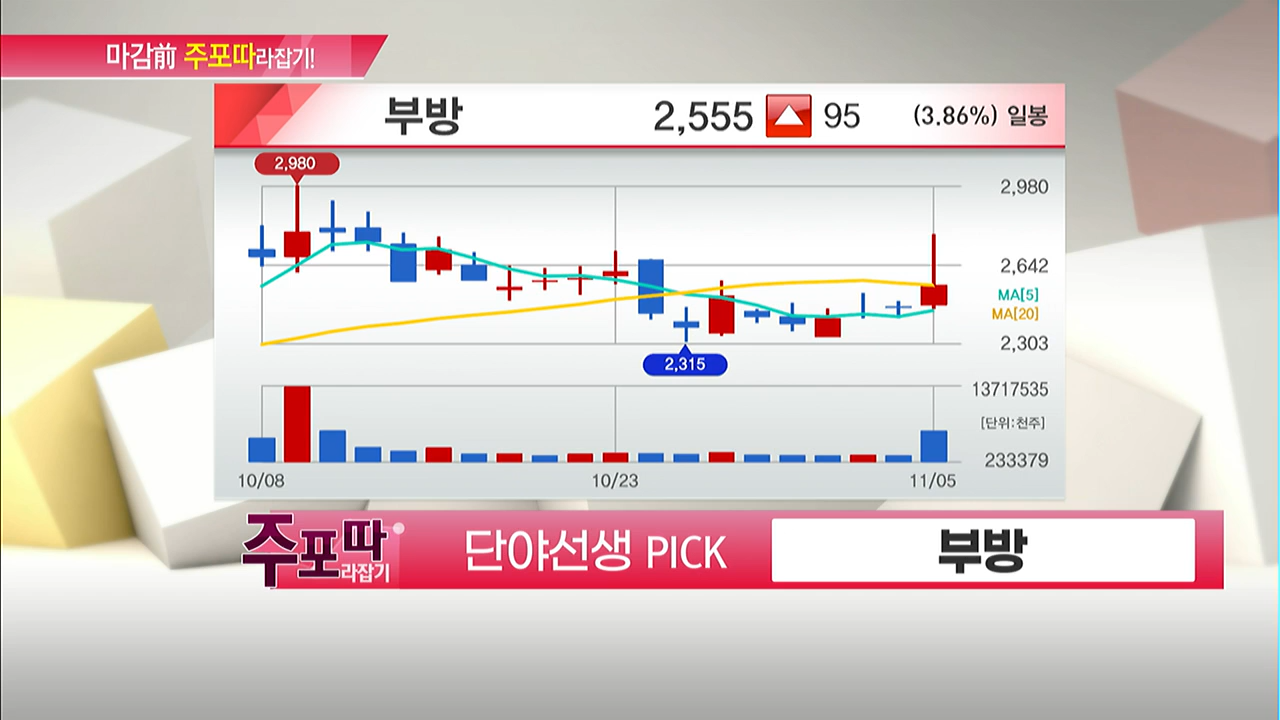 마감前 주포따라잡기!
부방 2,555 95 (3.86%) 일봉
2,980
2,980
2,642
MA[5]
MA[20]
2,303
2,315
13717535
[단위:천주]
233379
10/08 10/23 11/05
주포따라잡기 단야선생 PICK 부방